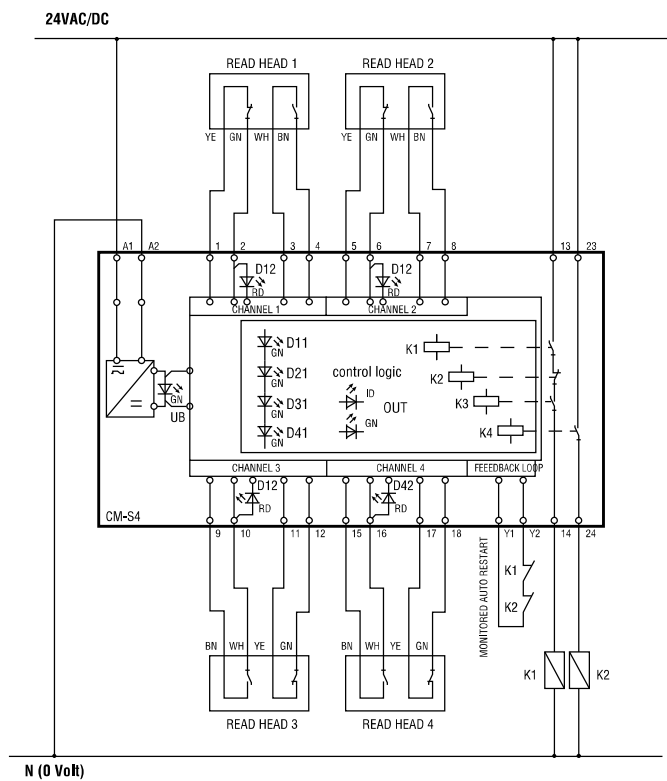 24VAC/DC
READ HEAD 1
READ HEAD 2
YE GN WH BN
YE GN WH BN
A1 A2 1 2 3 4 5 6 7 8 13 23
D12
RD
D12
RD
CHANNEL 1
CHANNEL 2
D11
GN
D21
GN
D31
GN
D41
GN
control logic
ID
OUT
GN
K1
K2
K3
K4
GN
UB
CHANNEL 3
CHANNEL 4
FEEEDBACK LOOP
D12
RD
D42
RD
CM-S4
9 10 11 12 15 16 17 18 Y1 Y2 14 24
MONITORED AUTO RESTART
K1
K2
BN WH YE GN
BN WH YE GN
K1
K2
READ HEAD 3
READ HEAD 4
N (0 Volt)